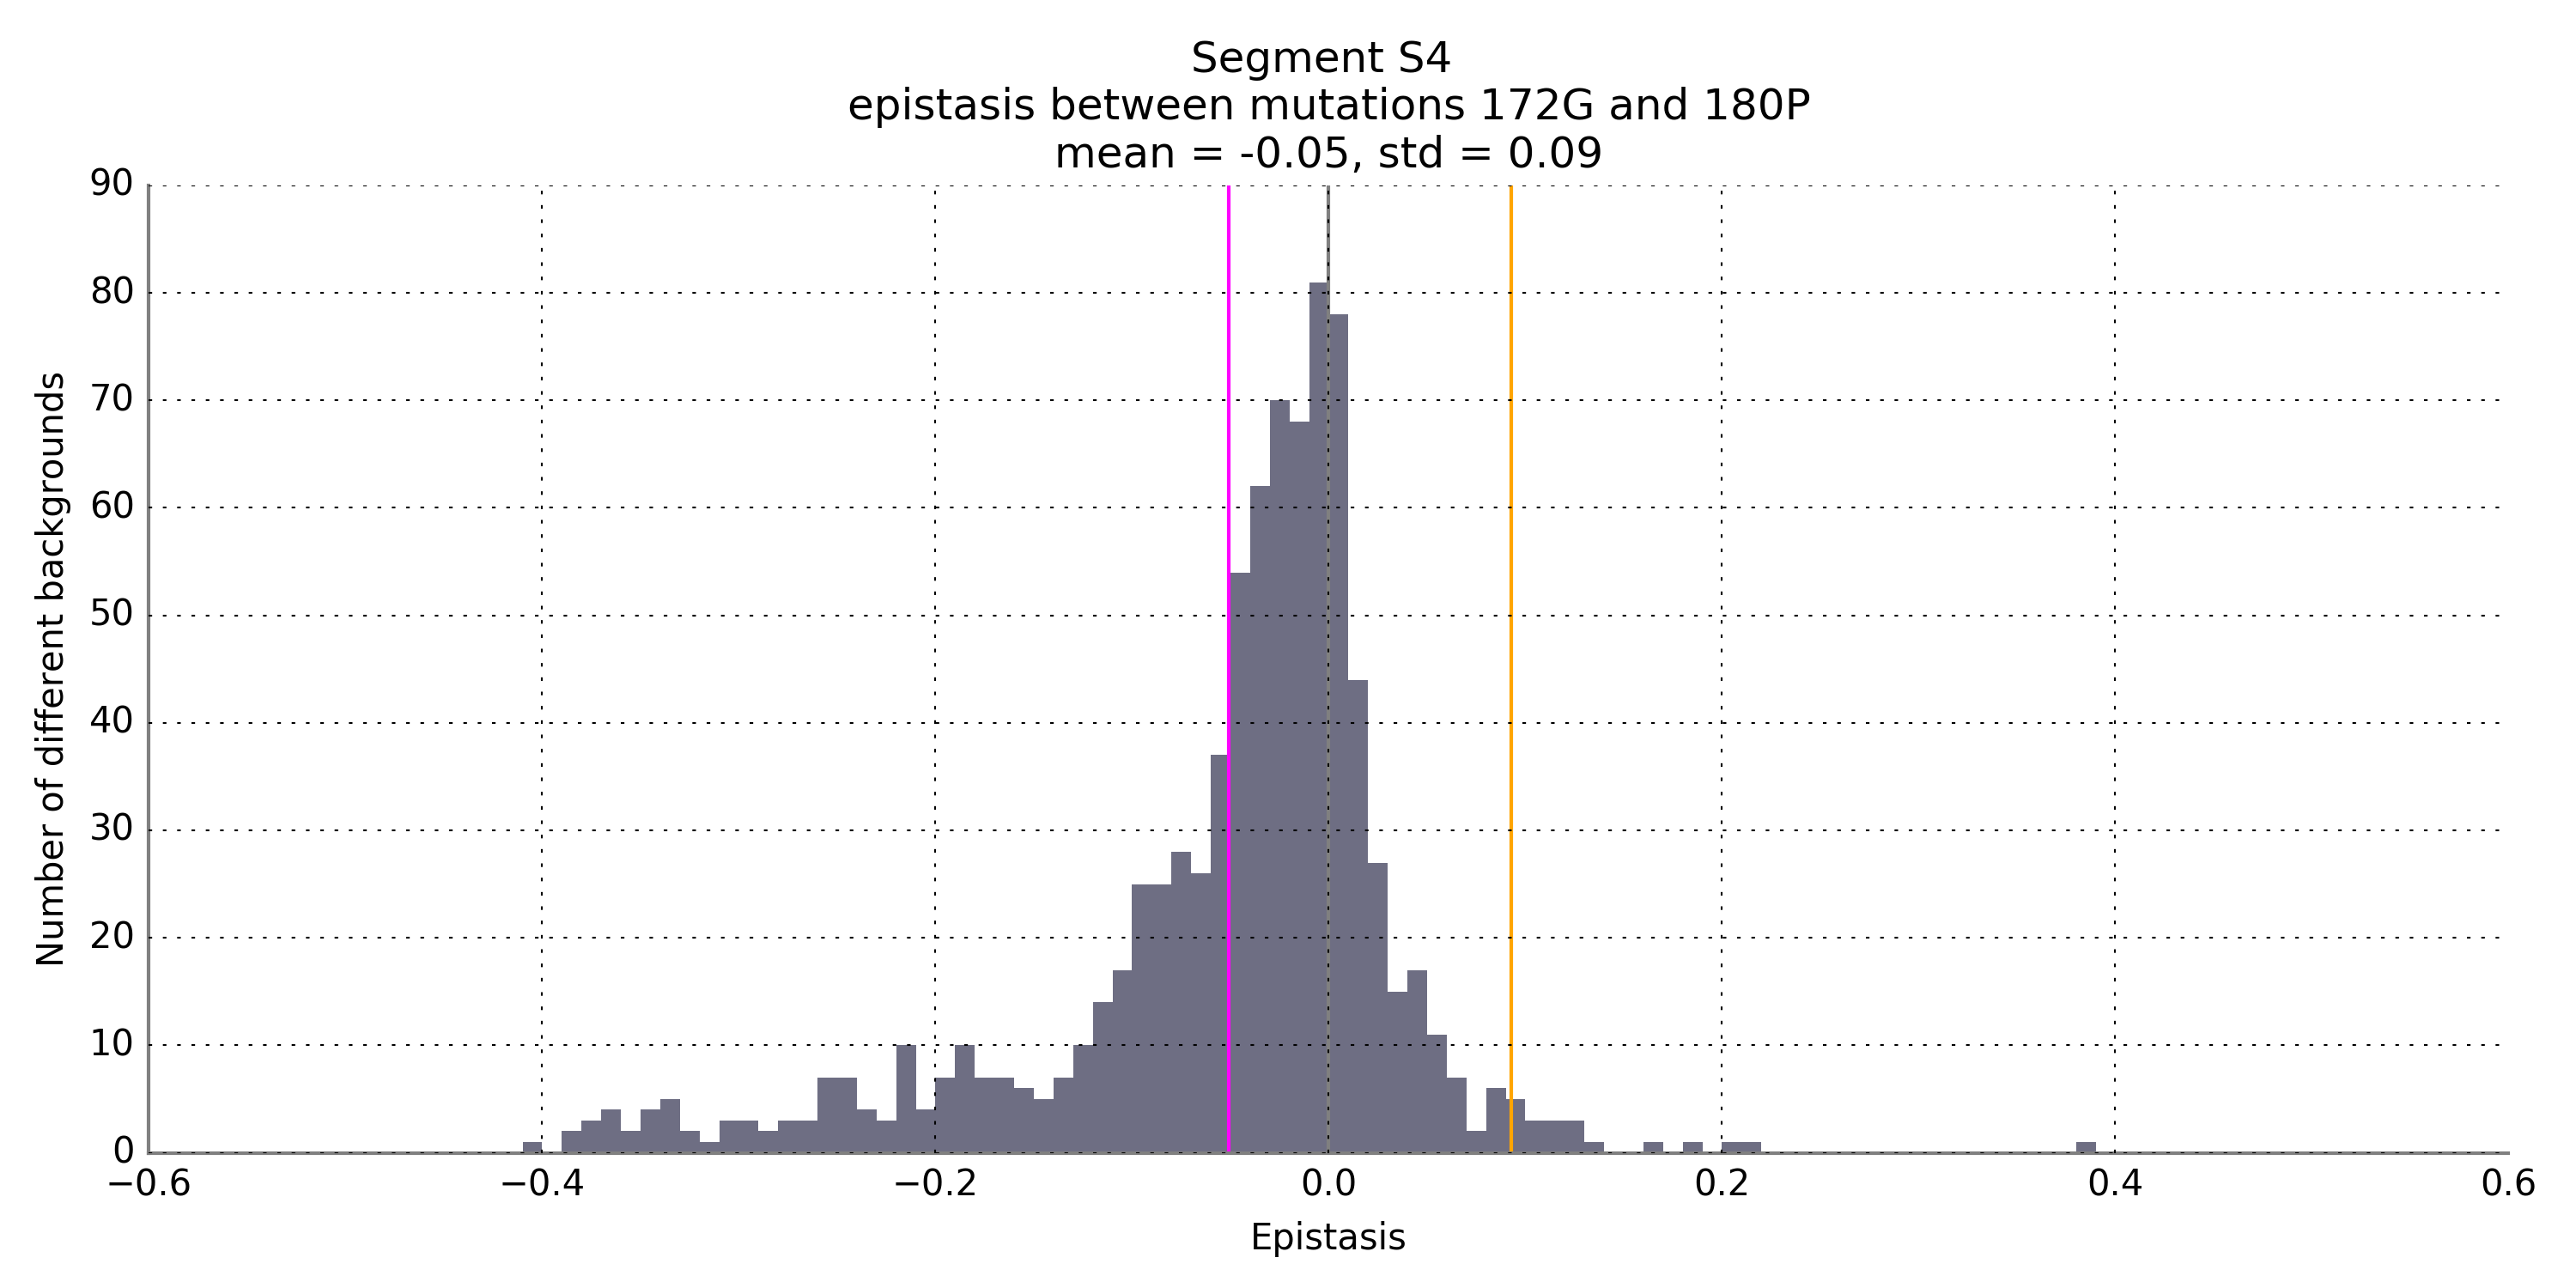 Segment S4
epistasis between mutations 172G and 180P
mean = -0.05, std = 0.09
Number of different backgrounds
90
80
70
60
50
40
30
20
10
0
−0.6 −0.4 −0.2 0.0 0.2 0.4 0.6
Epistasis